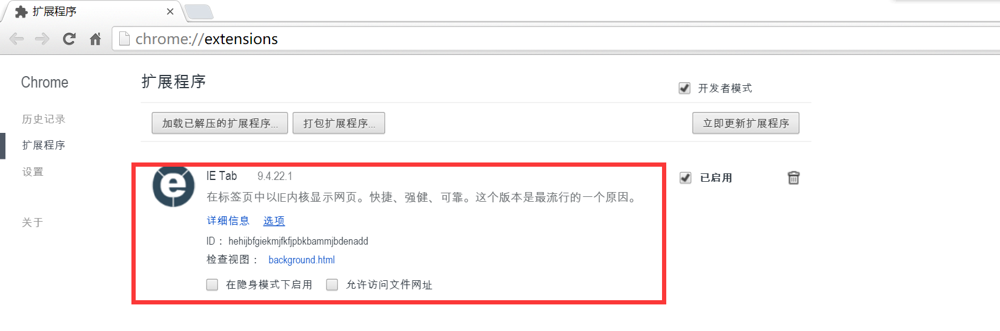 扩展程序
chrome://extensions
Chrome
扩展程序
开发者模式
历史记录
加载已解压的扩展程序...
打包扩展程序...
立即更新扩展程序
扩展程序
设置
IE Tab 9.4.22.1
已启用
在标签页中以IE内核显示网页。快捷、强健、可靠。这个版本是最流行的一个原因。
详细信息 选项
关于
ID： hehijbfgiekmjfkfjpbkbammjbdenadd
检查视图： background.html
在隐身模式下启用 允许访问文件网址